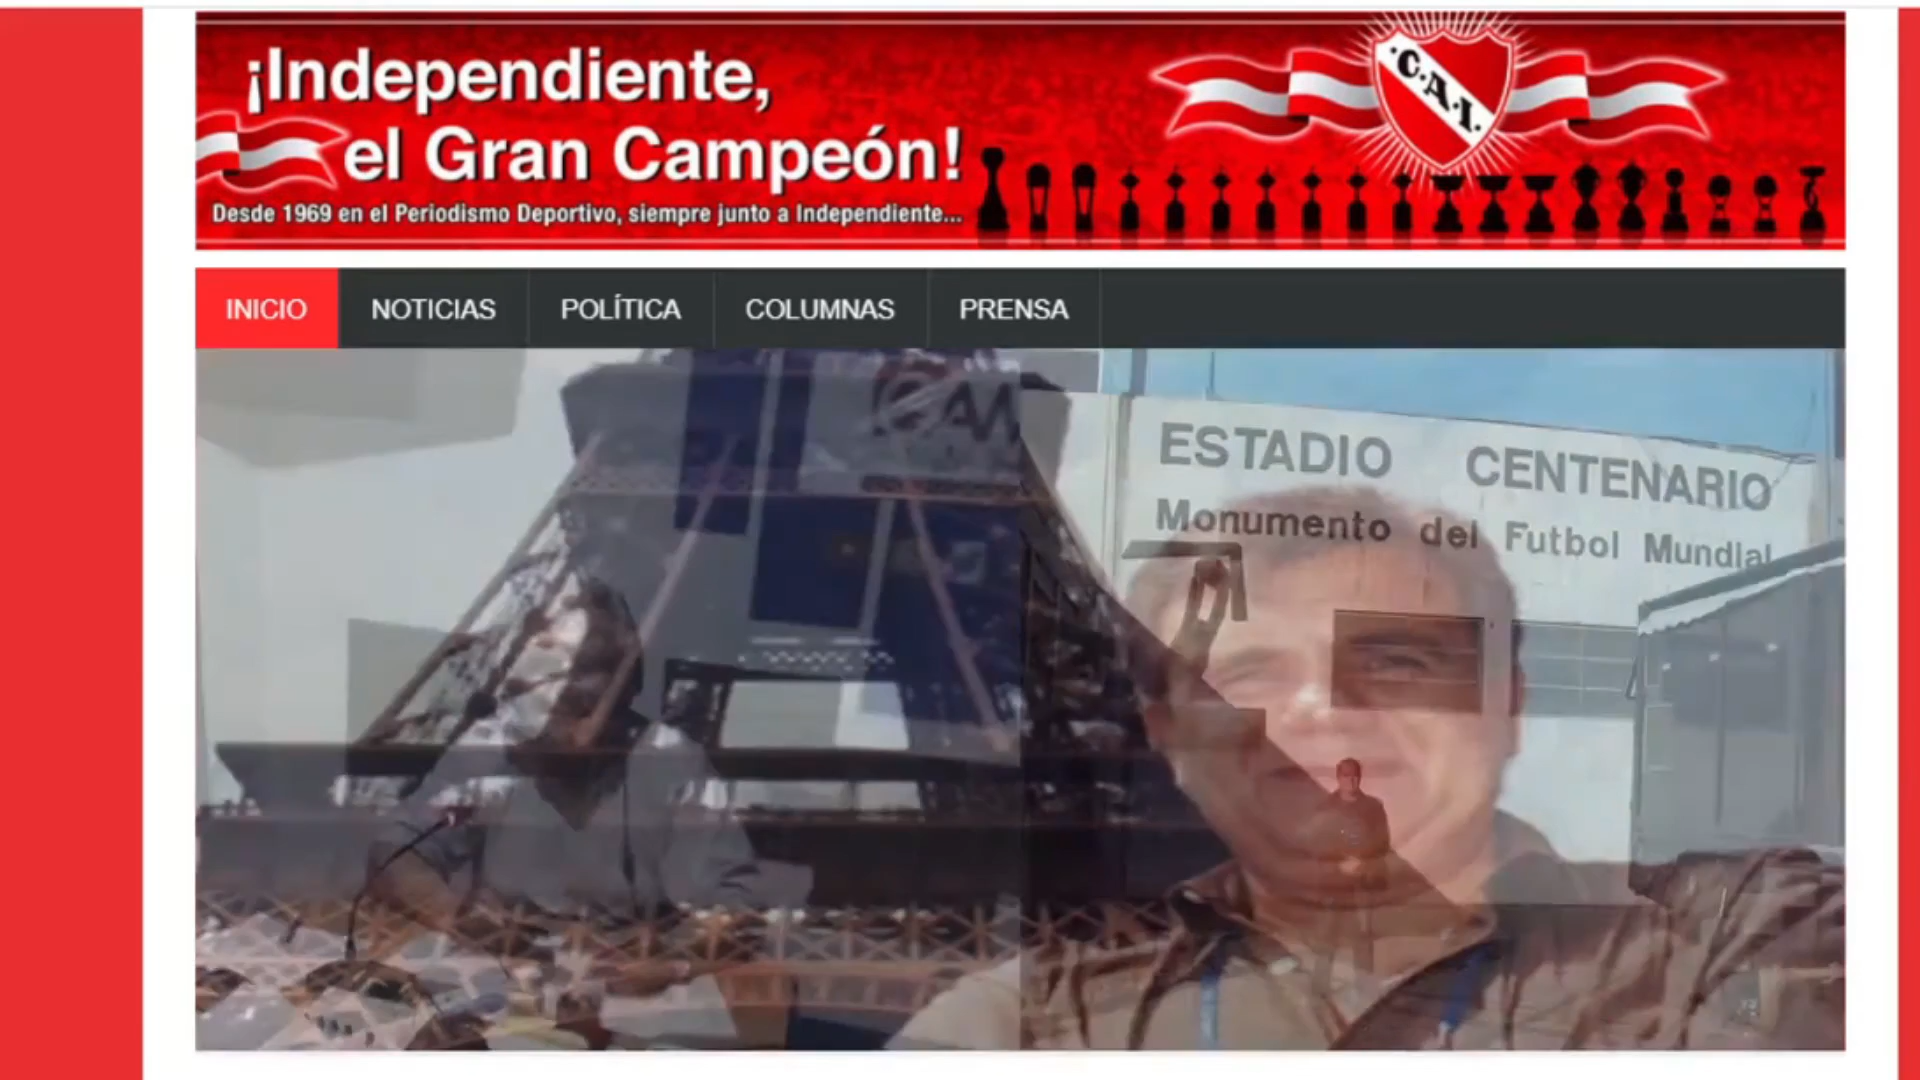 ¡Independiente,
el Gran Campeón!
Desde 1969 en el Periodismo Deportivo, siempre junto a Independiente...
C.A.I.
INICIO NOTICIAS POLÍTICA COLUMNAS PRENSA
ESTADIO CENTENARIO
Monumento del Futbol Mundial